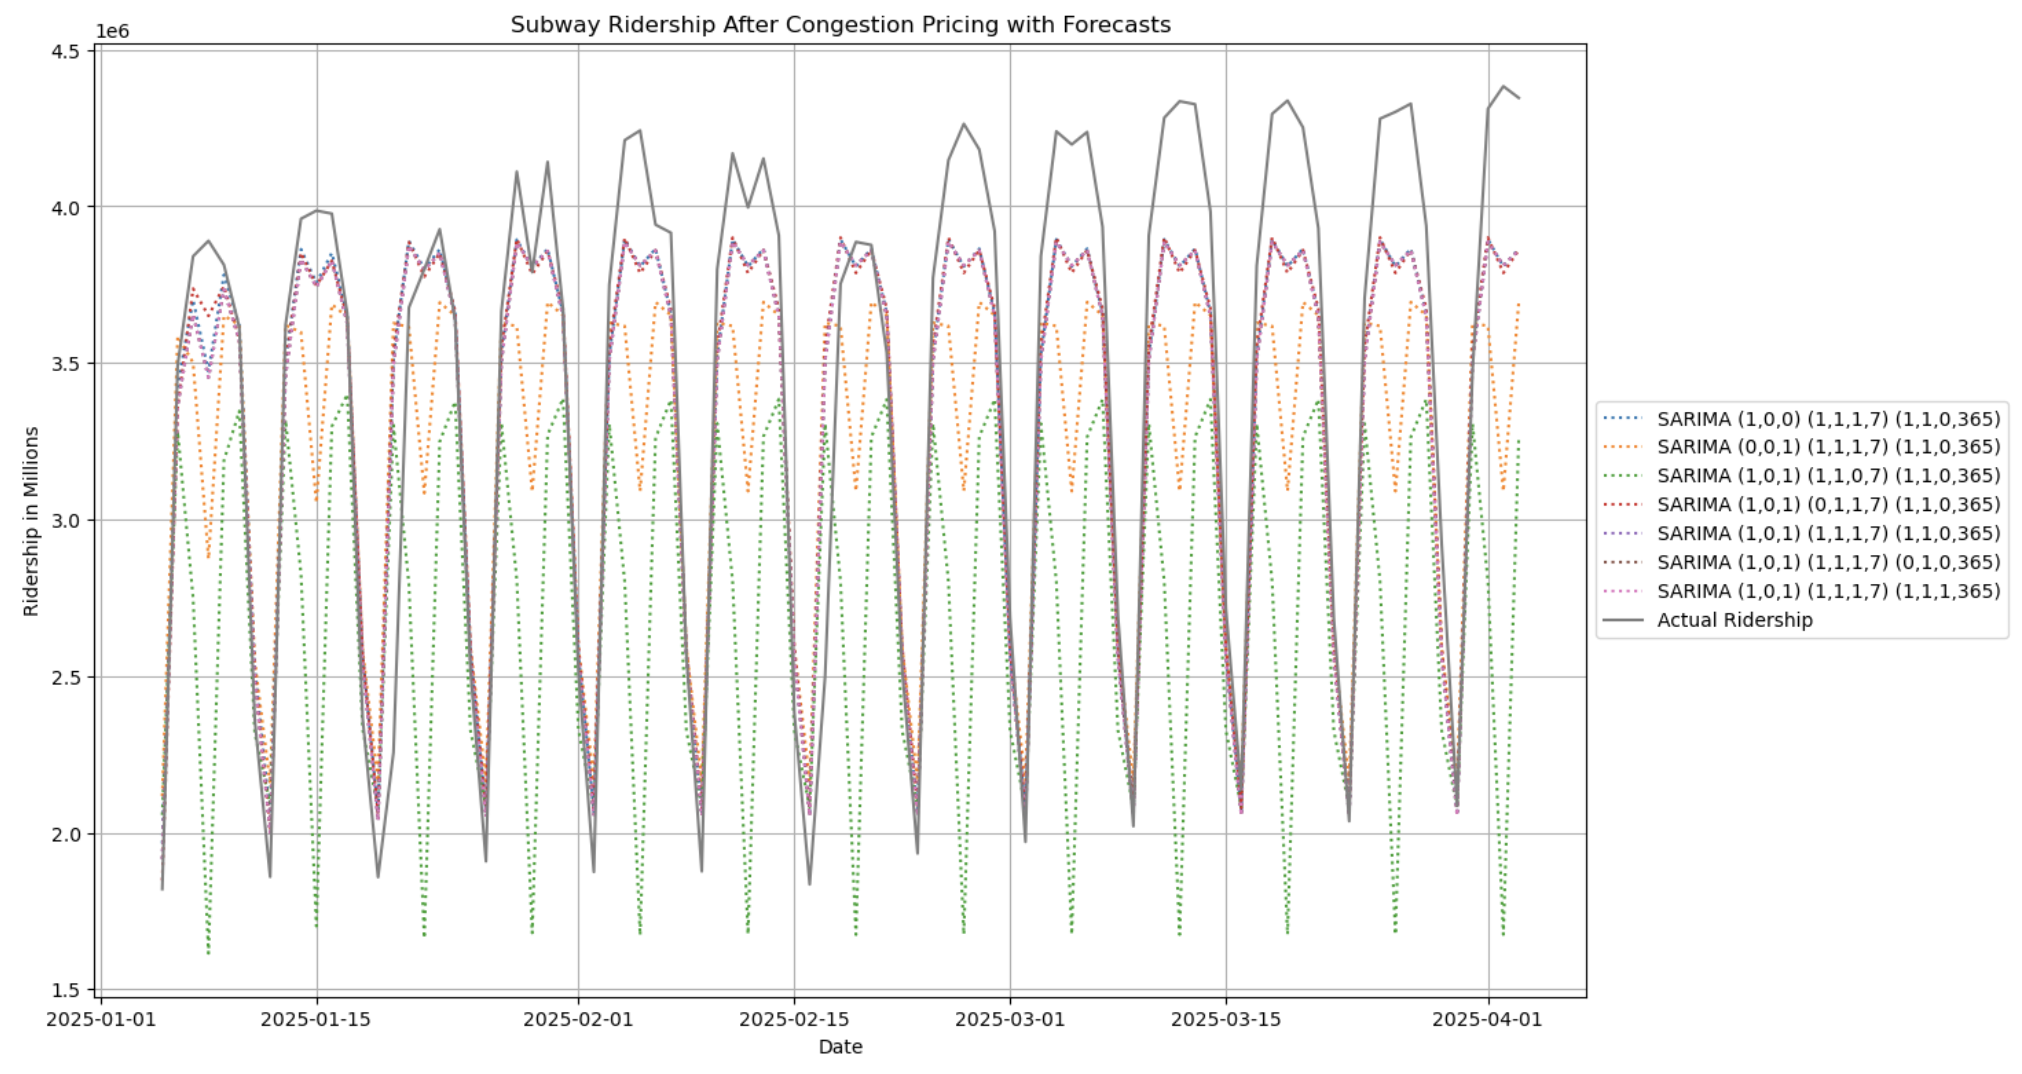 Subway Ridership After Congestion Pricing with Forecasts
1e6
4.5
4.0
3.5
3.0
2.5
2.0
1.5
Ridership in Millions
2025-01-01
2025-01-15
2025-02-01
2025-02-15
2025-03-01
2025-03-15
2025-04-01
Date
SARIMA (1,0,0) (1,1,1,7) (1,1,0,365)
SARIMA (0,0,1) (1,1,1,7) (1,1,0,365)
SARIMA (1,0,1) (1,1,0,7) (1,1,0,365)
SARIMA (1,0,1) (0,1,1,7) (1,1,0,365)
SARIMA (1,0,1) (1,1,1,7) (1,1,0,365)
SARIMA (1,0,1) (1,1,1,7) (0,1,0,365)
SARIMA (1,0,1) (1,1,1,7) (1,1,1,365)
Actual Ridership